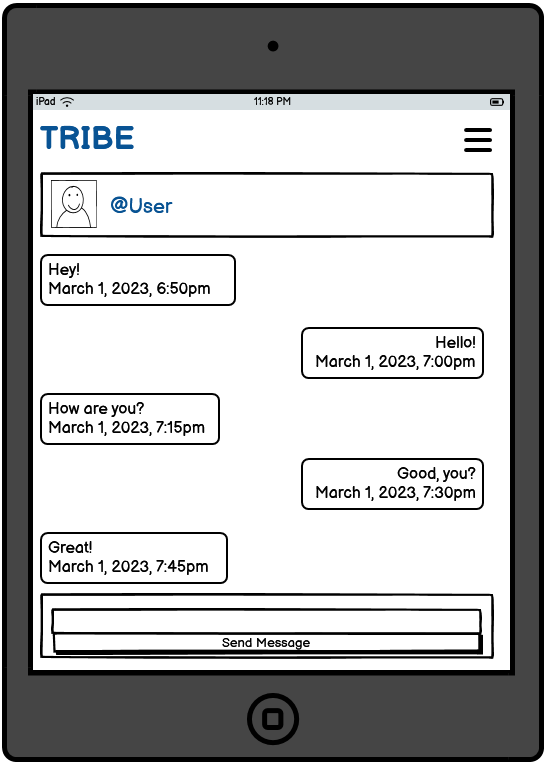 iPad 11:18 PM
TRIBE
@User
Hey!
March 1, 2023, 6:50pm
Hello!
March 1, 2023, 7:00pm
How are you?
March 1, 2023, 7:15pm
Good, you?
March 1, 2023, 7:30pm
Great!
March 1, 2023, 7:45pm
Send Message